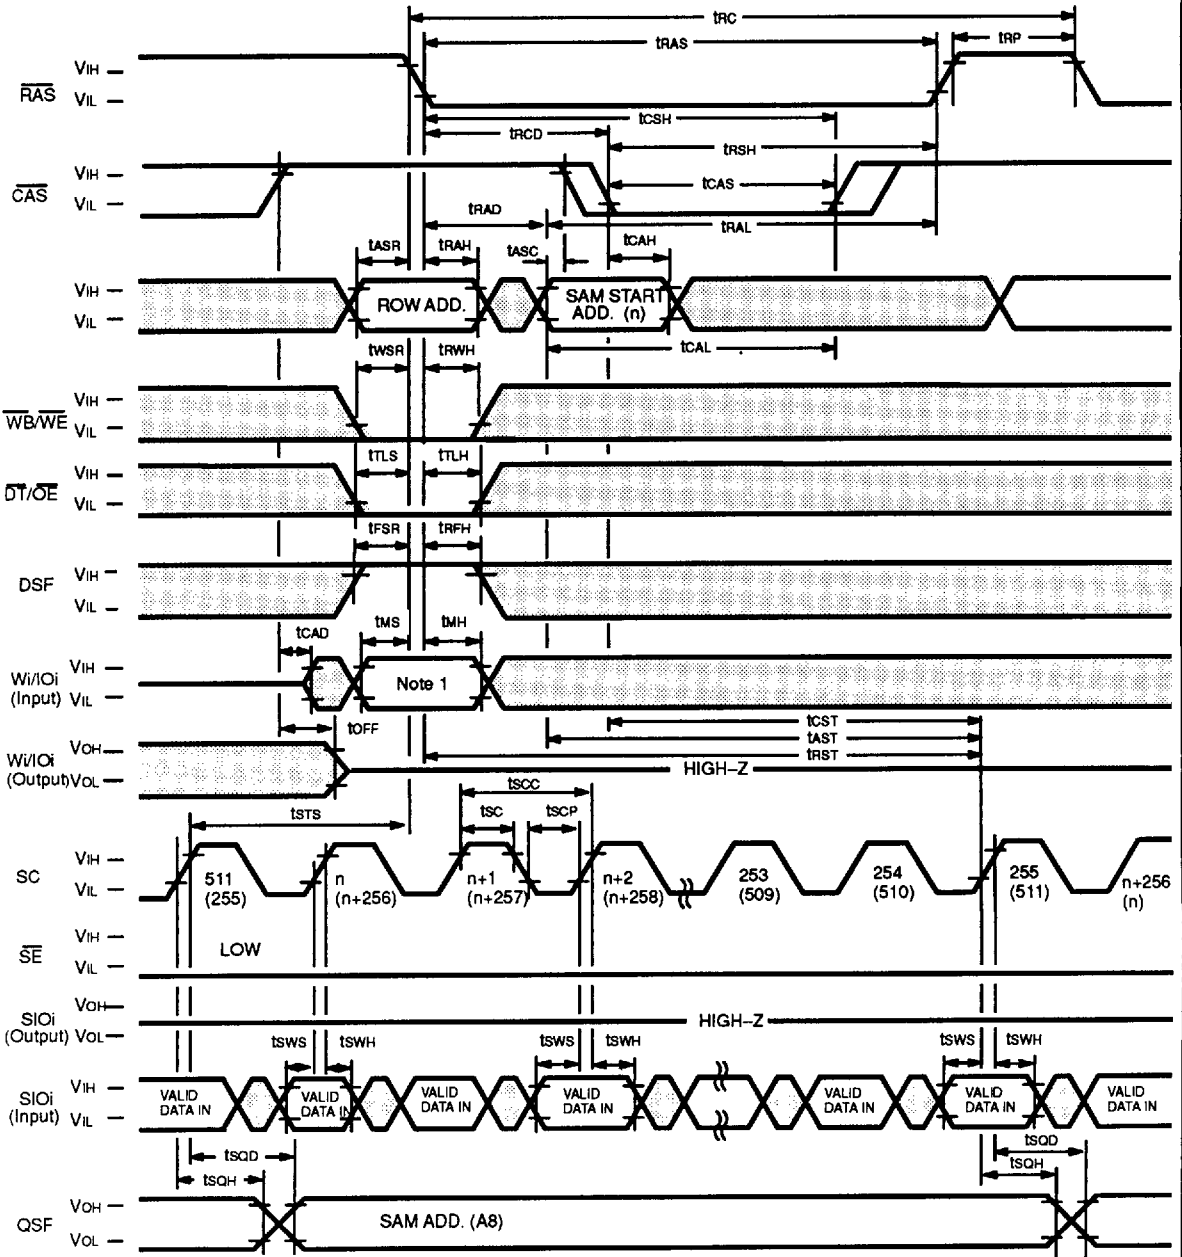 tRC
tRAS
tRP
VIH
RAS
VIL
tCSH
tRCD
tRSH
VIH
CAS
VIL
tCAS
tRAD
tRAL
tASR
tRAH
tASC
tCAH
VIH
ROW ADD.
SAM START
ADD. (n)
VIL
tCAL
tWSR
tRWH
VIH
WB/WE
VIL
tTLS
tTLH
VIH
DT/OE
VIL
tFSR
tRFH
VIH
DSF
VIL
tMS
tMH
tCAD
VIH
Wi/IOi
(Input)
VIL
Note 1
tOFF
tCST
tAST
tRST
VOH
Wi/IOi
(Output) VOL
HIGH–Z
tSCC
tSTS
tSC
tSCP
VIH
SC
VIL
511
(255)
n
(n+256)
n+1
(n+257)
n+2
(n+258)
253
(509)
254
(510)
255
(511)
n+256
(n)
VIH
SE
VIL
LOW
VOH
SIOi
(Output) VOL
HIGH–Z
tSWS
tSWH
tSWS
tSWH
tSWS
tSWH
VIH
SIOi
(Input)
VIL
VALID
DATA IN
VALID
DATA IN
VALID
DATA IN
VALID
DATA IN
VALID
DATA IN
VALID
DATA IN
VALID
DATA IN
tSQD
tSQH
tSQD
tSQH
VOH
QSF
VOL
SAM ADD. (A8)